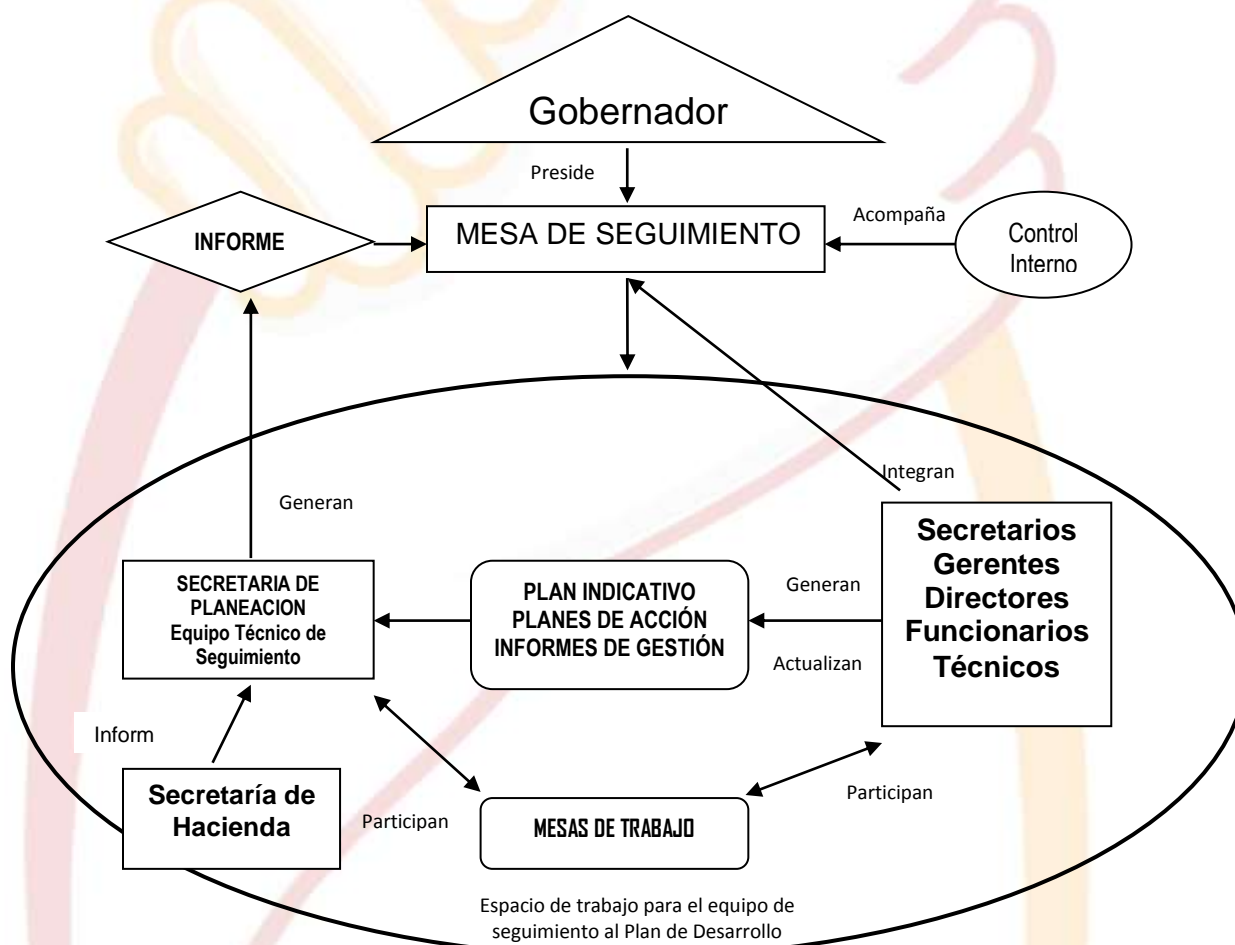 Gobernador
Preside
INFORME
MESA DE SEGUIMIENTO
Acompaña
Control
Interno
Integran
Generan
Secretarios
Gerentes
Directores
Funcionarios
Técnicos
SECRETARIA DE
PLANEACION
Equipo Técnico de
Seguimiento
PLAN INDICATIVO
PLANES DE ACCIÓN
INFORMES DE GESTIÓN
Generan
Actualizan
Inform
Secretaría de
Hacienda
Participan
MESAS DE TRABAJO
Participan
Espacio de trabajo para el equipo de
seguimiento al Plan de Desarrollo